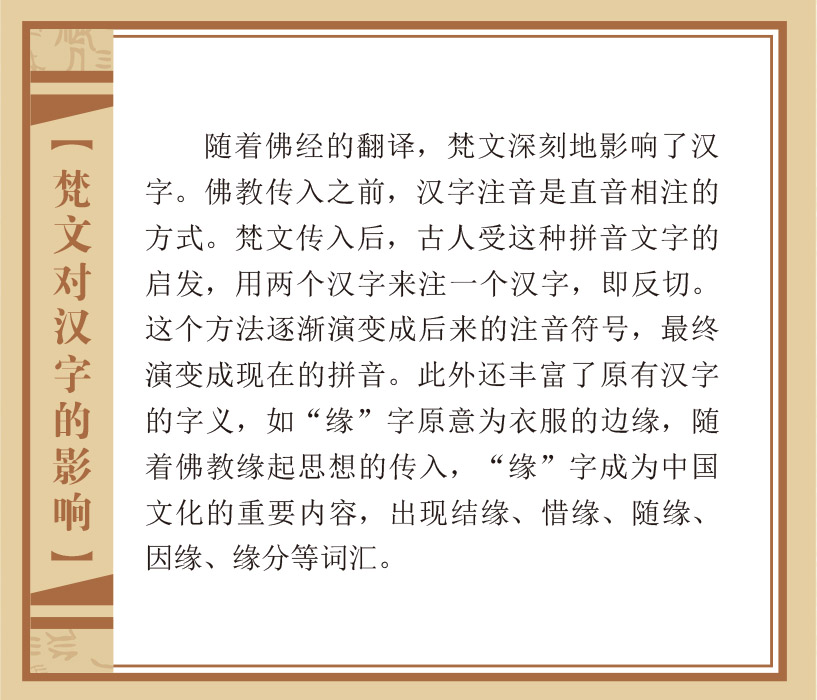 【梵文对汉字的影响】
随着佛经的翻译，梵文深刻地影响了汉
字。佛教传入之前，汉字注音是直音相注的
方式。梵文传入后，古人受这种拼音文字的
启发，用两个汉字来注一个汉字，即反切。
这个方法逐渐演变成后来的注音符号，最终
演变成现在的拼音。此外还丰富了原有汉字
的字义，如“缘”字原意为衣服的边缘，随
着佛教缘起思想的传入，“缘”字成为中国
文化的重要内容，出现结缘、惜缘、随缘、
因缘、缘分等词汇。